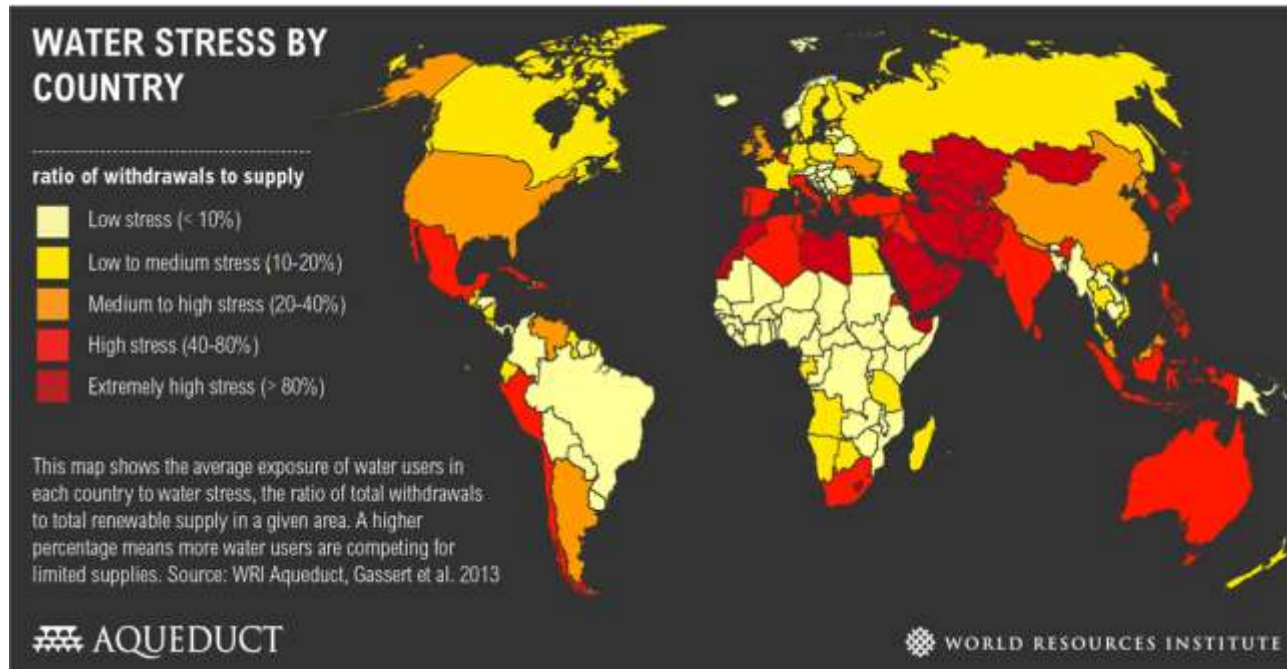 WATER STRESS BY
COUNTRY
ratio of withdrawals to supply
Low stress (< 10%)
Low to medium stress (10-20%)
Medium to high stress (20-40%)
High stress (40-80%)
Extremely high stress (> 80%)
This map shows the average exposure of water users in
each country to water stress, the ratio of total withdrawals
to total renewable supply in a given area. A higher
percentage means more water users are competing for
limited supplies. Source: WRI Aqueduct, Gassert et al. 2013
AQUEDUCT
WORLD RESOURCES INSTITUTE